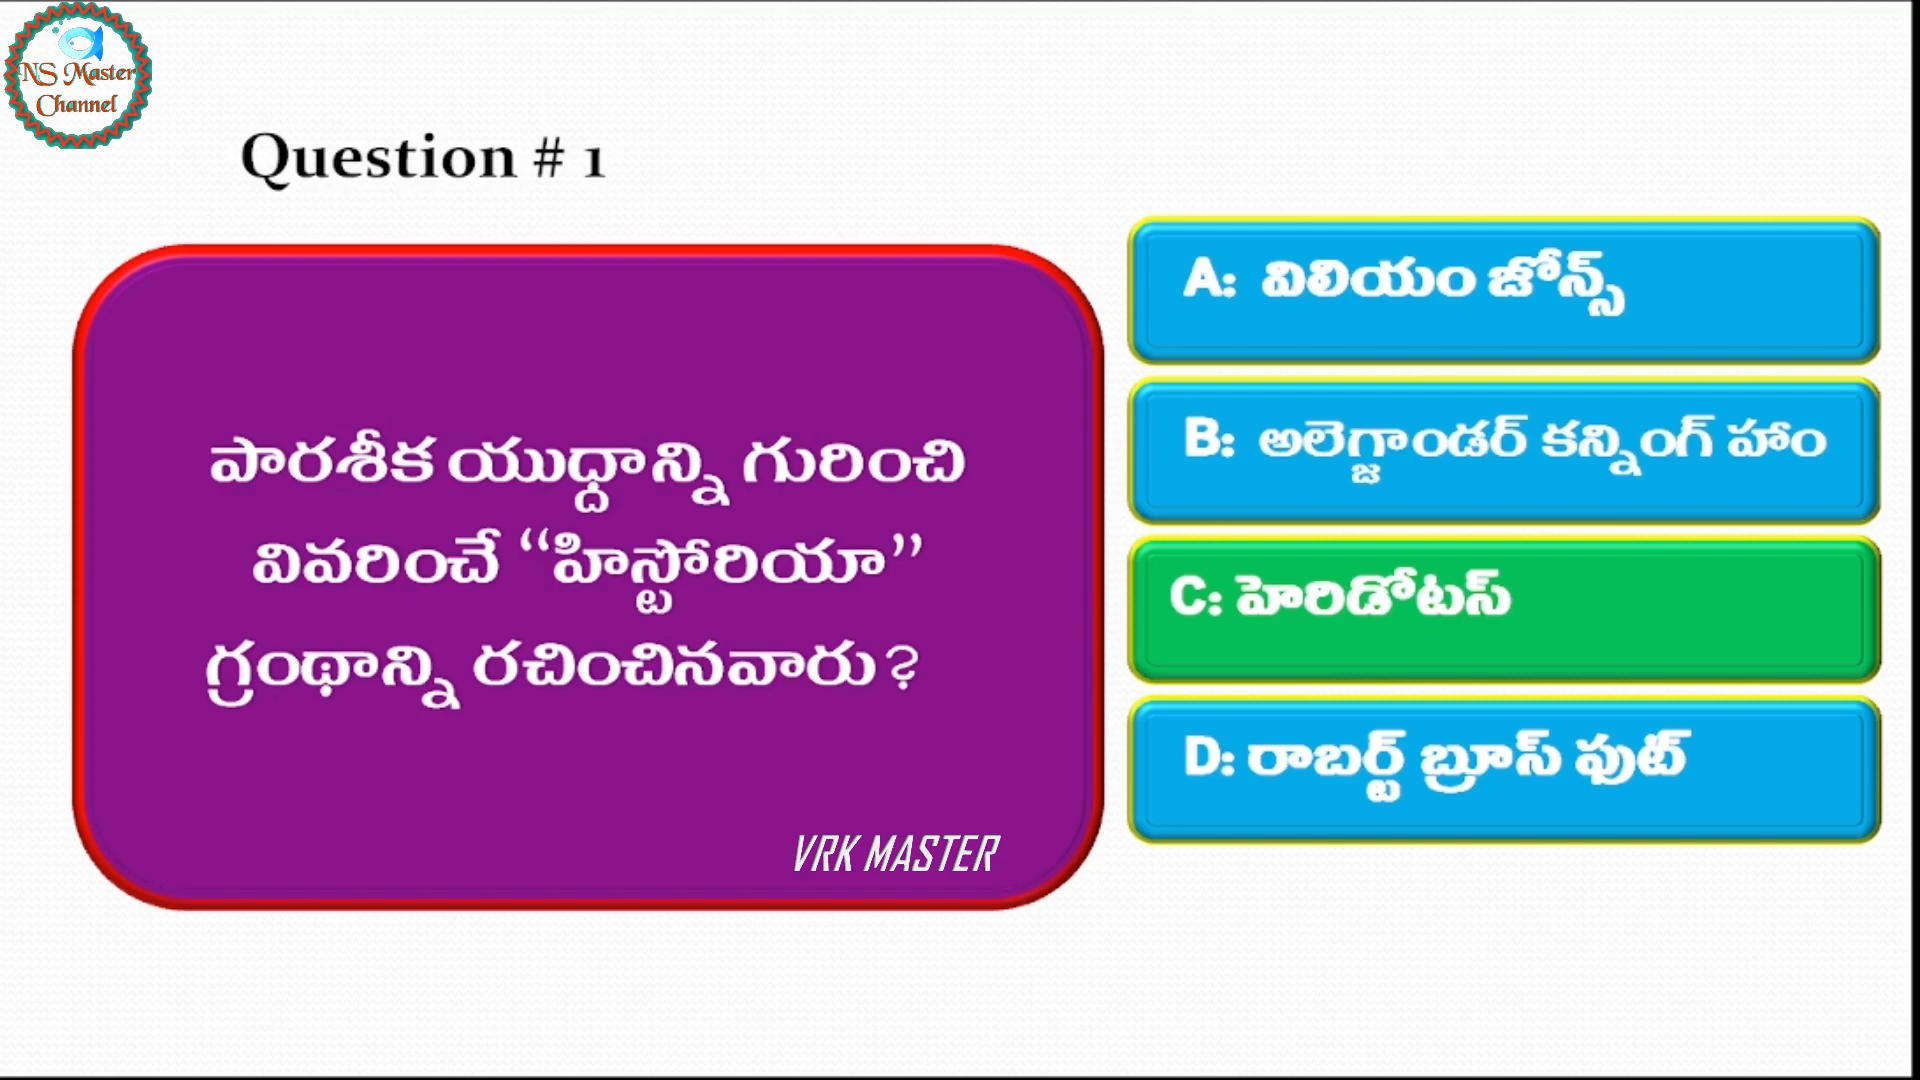 NS Master
Channel
Question # 1
పారశీక యుద్ధాన్ని గురించి
వివరించే “హిస్టోరియా”
గ్రంథాన్ని రచించినవారు?
VRK MASTER
A: విలియం జోన్స్
B: అలెగ్జాండర్ కన్నింగ్ హాం
C: హెరిడోటస్
D: రాబర్ట్ బ్రూస్ ఫుట్